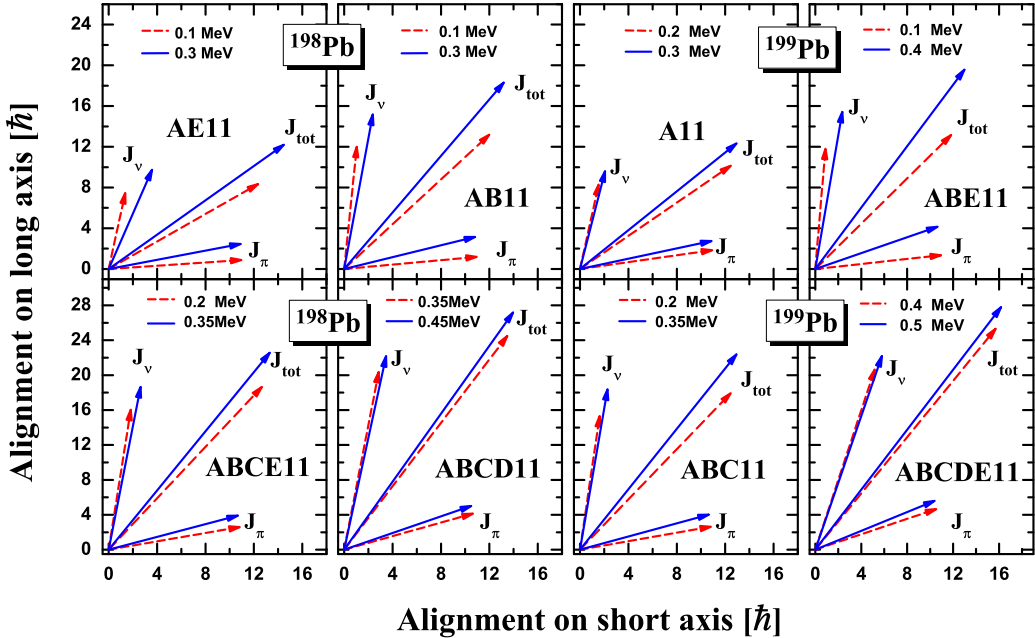 Alignment on long axis [ℏ]
26
24
20
16
12
8
4
0
0.1 MeV
0.3 MeV
198Pb
AE11
Jν
Jtot
Jπ
0.1 MeV
0.3 MeV
Jν
Jtot
AB11
Jπ
0.2 MeV
0.3 MeV
199Pb
A11
Jν
Jtot
Jπ
0.1 MeV
0.4 MeV
Jν
Jtot
ABE11
Jπ
28
24
20
16
12
8
4
0
0.2 MeV
0.35MeV
198Pb
Jν
Jtot
ABCE11
Jπ
0.35MeV
0.45MeV
Jtot
Jν
ABCD11
Jπ
0.2 MeV
0.35MeV
199Pb
Jν
Jtot
ABC11
Jπ
0.4 MeV
0.5 MeV
Jtot
Jν
ABCDE11
Jπ
0 4 8 12 16 0 4 8 12 16 0 4 8 12 16 0 4 8 12 16
Alignment on short axis [ℏ]